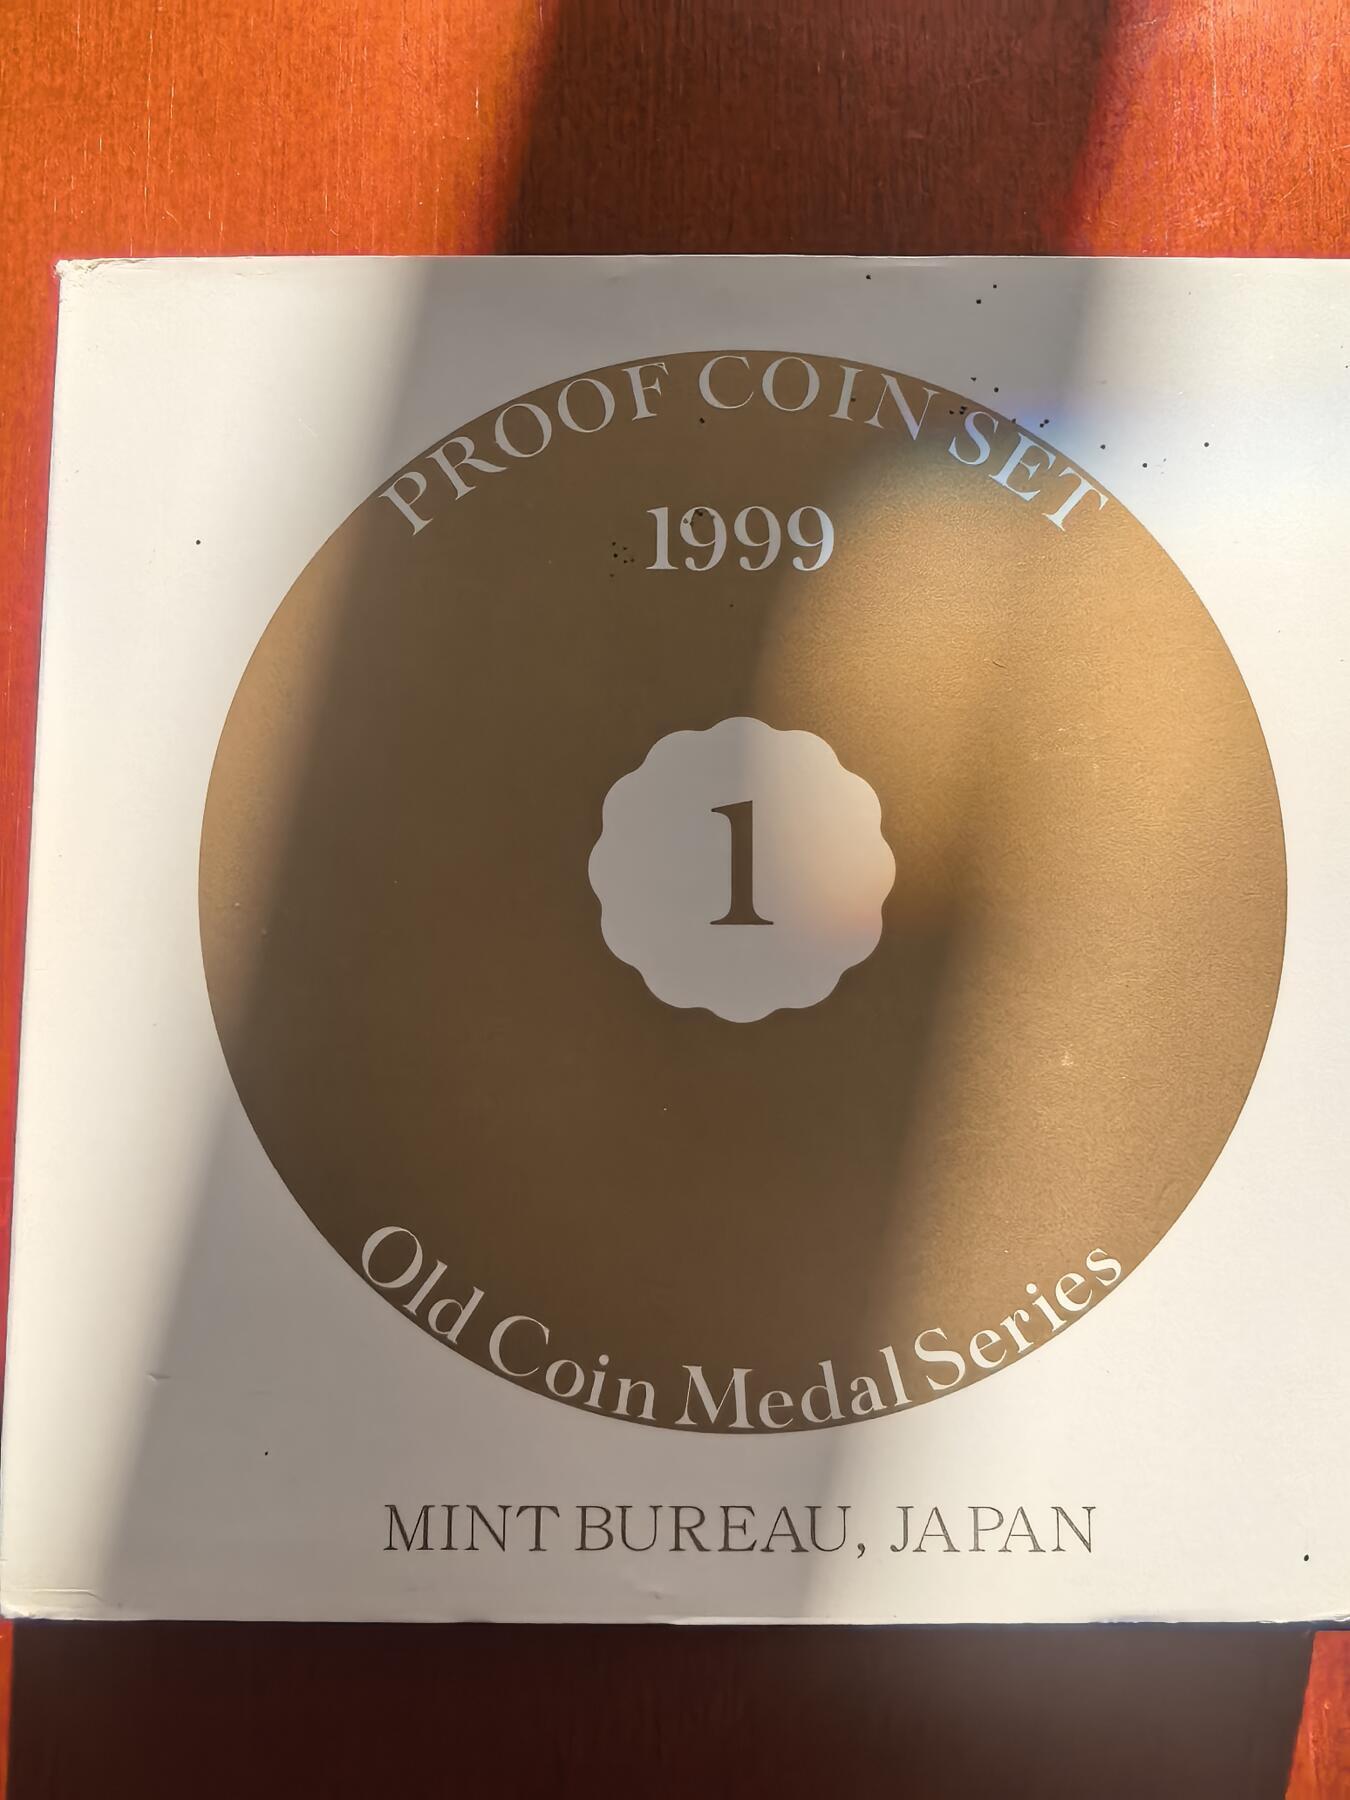 PROOF COIN SET
1999
1
Old Coin Medal Series
MINT BUREAU, JAPAN